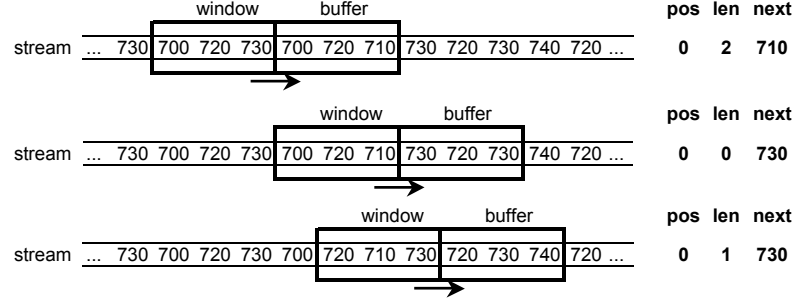 window buffer pos len next
stream ... 730 700 720 730 700 720 710 730 720 730 740 720 ... 0 2 710
window buffer pos len next
stream ... 730 700 720 730 700 720 710 730 720 730 740 720 ... 0 0 730
window buffer pos len next
stream ... 730 700 720 730 700 720 710 730 720 730 740 720 ... 0 1 730